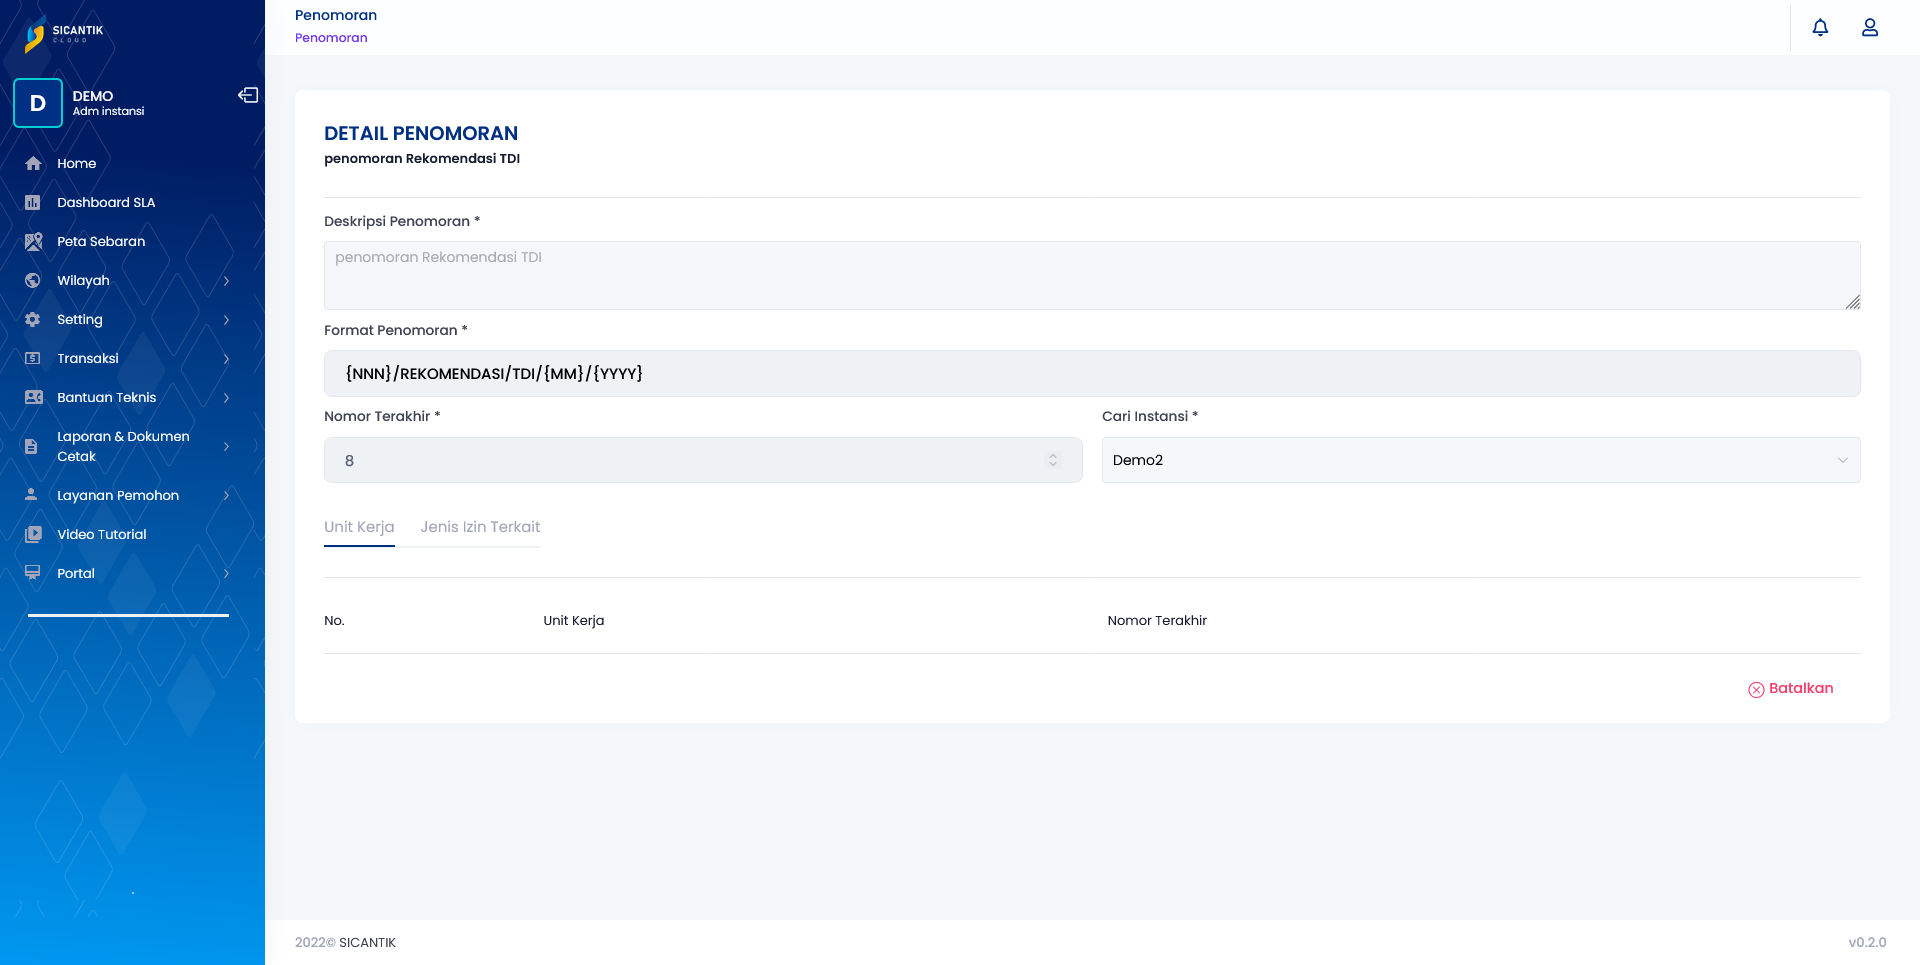 SICANTIK
CLOUD
D
DEMO
Adm instansi
Home
Dashboard SLA
Peta Sebaran
Wilayah
Setting
Transaksi
Bantuan Teknis
Laporan & Dokumen
Cetak
Layanan Pemohon
Video Tutorial
Portal
Penomoran
Penomoran
DETAIL PENOMORAN
penomoran Rekomendasi TDI
Deskripsi Penomoran *
penomoran Rekomendasi TDI
Format Penomoran *
{NNN}/REKOMENDASI/TDI/{MM}/{YYYY}
Nomor Terakhir *
8
Cari Instansi *
Demo2
Unit Kerja Jenis Izin Terkait
No. Unit Kerja Nomor Terakhir
Batalkan
2022© SICANTIK
v0.2.0